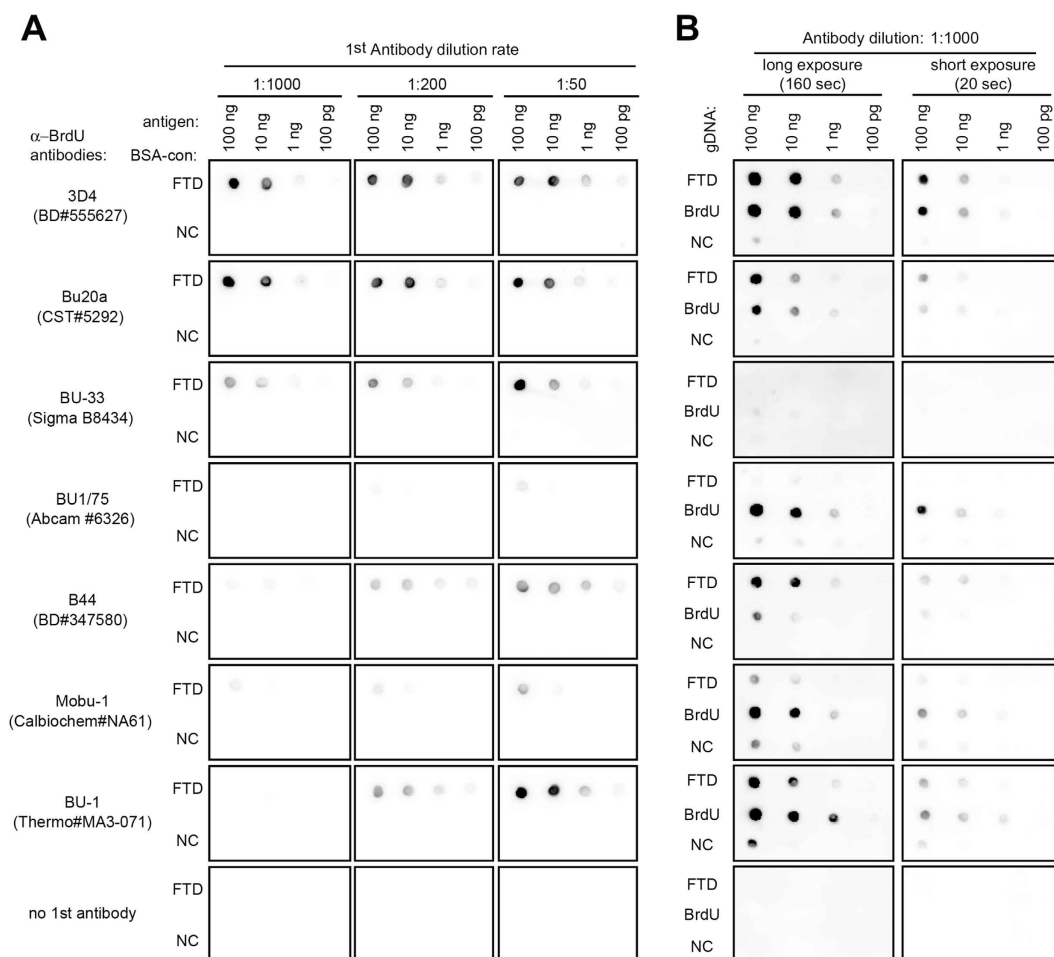 A
1st Antibody dilution rate
1:1000 1:200 1:50
antigen:
α–BrdU
antibodies:
BSA-con:
100 ng 10 ng 1 ng 100 pg 100 ng 10 ng 1 ng 100 pg 100 ng 10 ng 1 ng 100 pg
3D4
(BD#555627)
FTD
NC
Bu20a
(CST#5292)
FTD
NC
BU-33
(Sigma B8434)
FTD
NC
BU1/75
(Abcam #6326)
FTD
NC
B44
(BD#347580)
FTD
NC
Mobu-1
(Calbiochem#NA61)
FTD
NC
BU-1
(Thermo#MA3-071)
FTD
NC
no 1st antibody
FTD
NC
B
Antibody dilution: 1:1000
long exposure
(160 sec)
short exposure
(20 sec)
gDNA:
100 ng 10 ng 1 ng 100 pg 100 ng 10 ng 1 ng 100 pg
FTD
BrdU
NC
FTD
BrdU
NC
FTD
BrdU
NC
FTD
BrdU
NC
FTD
BrdU
NC
FTD
BrdU
NC
FTD
BrdU
NC
FTD
BrdU
NC